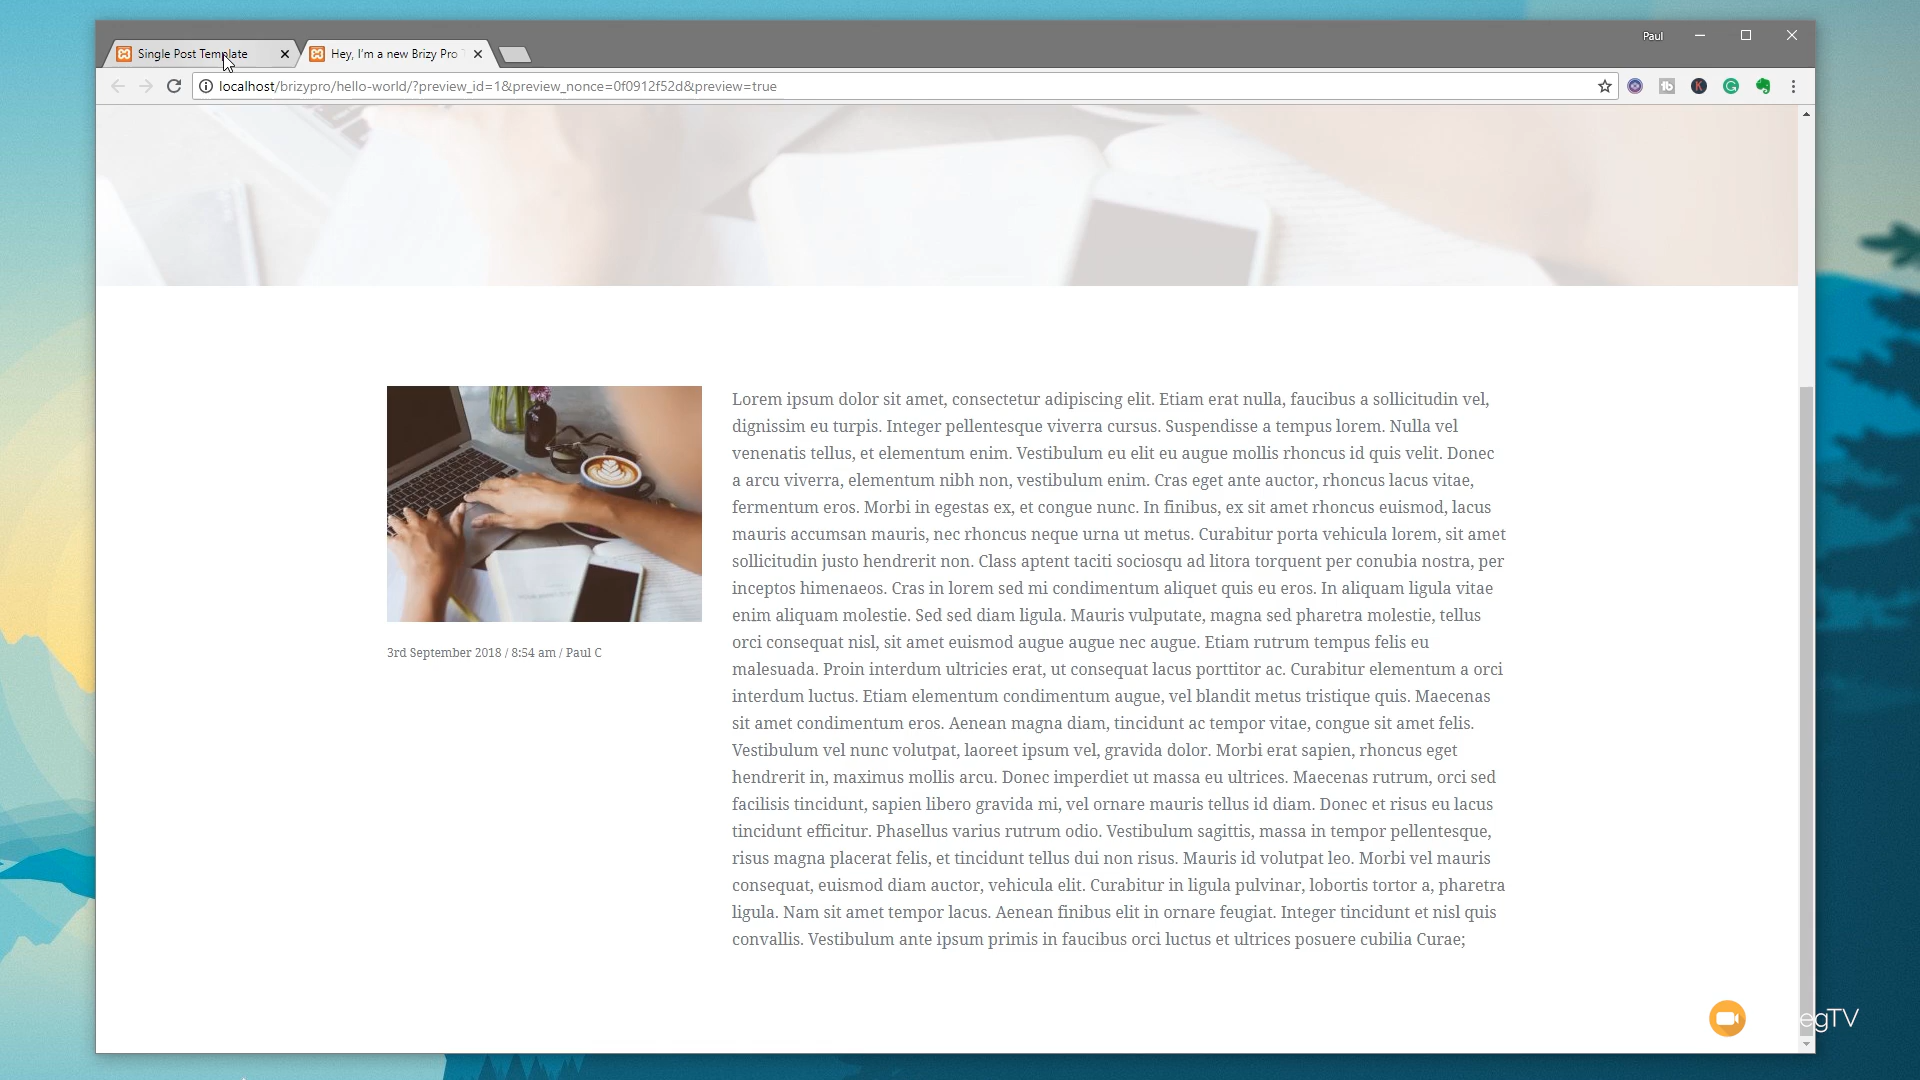 Paul
Single Post Template
Hey, I'm a new Brizy Pro
localhost/brizypro/hello-world/?preview_id=1&preview_nonce=0f0912f52d&preview=true
Lorem ipsum dolor sit amet, consectetur adipiscing elit. Etiam erat nulla, faucibus a sollicitudin vel,
dignissim eu turpis. Integer pellentesque viverra cursus. Suspendisse a tempus lorem. Nulla vel
venenatis tellus, et elementum enim. Vestibulum eu elit eu augue mollis rhoncus id quis velit. Donec
a arcu viverra, elementum nibh non, vestibulum enim. Cras eget ante auctor, rhoncus lacus vitae,
fermentum eros. Morbi in egestas ex, et congue nunc. In finibus, ex sit amet rhoncus euismod, lacus
mauris accumsan mauris, nec rhoncus neque urna ut metus. Curabitur porta vehicula lorem, sit amet
sollicitudin justo hendrerit non. Class aptent taciti sociosqu ad litora torquent per conubia nostra, per
inceptos himenaeos. Cras in lorem sed mi condimentum aliquet quis eu eros. In aliquam ligula vitae
enim aliquam molestie. Sed sed diam ligula. Mauris vulputate, magna sed pharetra molestie, tellus
orci consequat nisl, sit amet euismod augue augue nec augue. Etiam rutrum tempus felis eu
malesuada. Proin interdum ultricies erat, ut consequat lacus porttitor ac. Curabitur elementum a orci
interdum luctus. Etiam elementum condimentum augue, vel blandit metus tristique quis. Maecenas
sit amet condimentum eros. Aenean magna diam, tincidunt ac tempor vitae, congue sit amet felis.
Vestibulum vel nunc volutpat, laoreet ipsum vel, gravida dolor. Morbi erat sapien, rhoncus eget
hendrerit in, maximus mollis arcu. Donec imperdiet ut massa eu ultrices. Maecenas rutrum, orci sed
facilisis tincidunt, sapien libero gravida mi, vel ornare mauris tellus id diam. Donec et risus eu lacus
tincidunt efficitur. Phasellus varius rutrum odio. Vestibulum sagittis, massa in tempor pellentesque,
risus magna placerat felis, et tincidunt tellus dui non risus. Mauris id volutpat leo. Morbi vel mauris
consequat, euismod diam auctor, vehicula elit. Curabitur in ligula pulvinar, lobortis tortor a, pharetra
ligula. Nam sit amet tempor lacus. Aenean finibus elit in ornare feugiat. Integer tincidunt et nisl quis
convallis. Vestibulum ante ipsum primis in faucibus orci luctus et ultrices posuere cubilia Curae;
3rd September 2018 / 8:54 am / Paul C
egTV